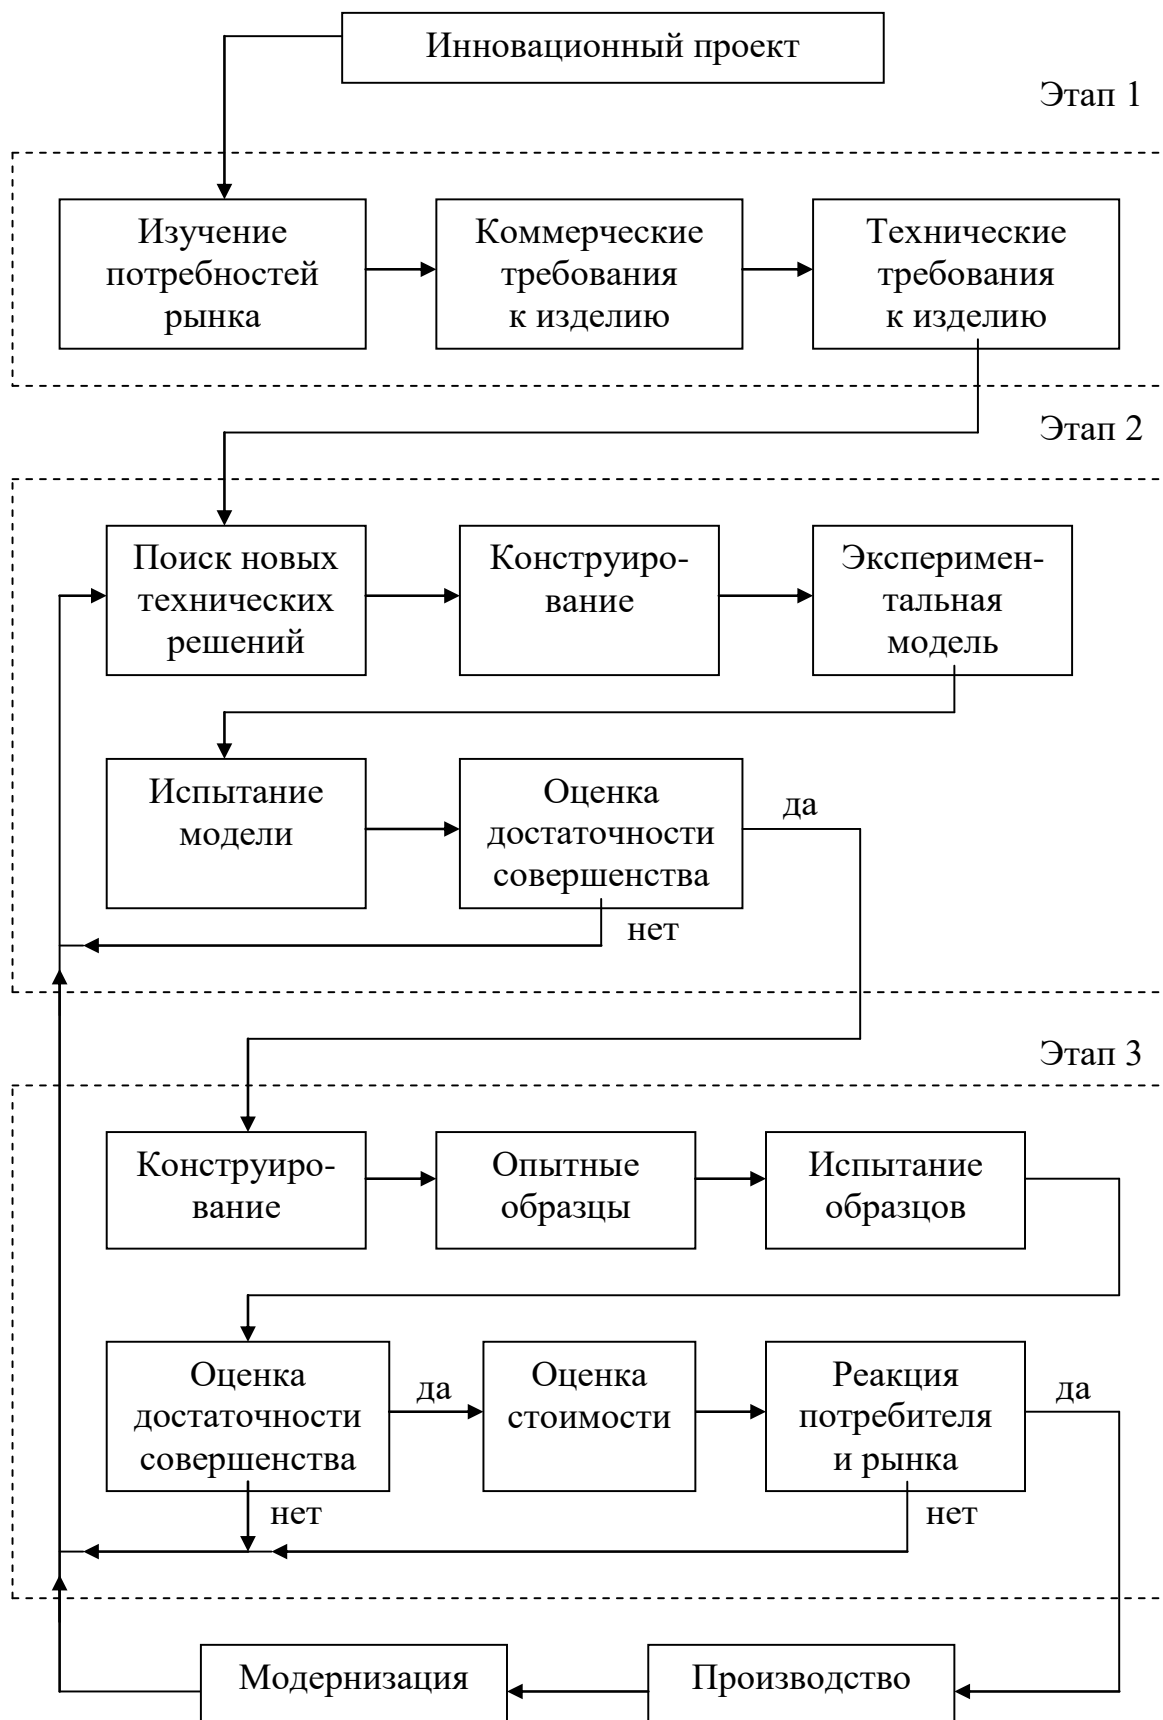 Инновационный проект
Этап 1
Изучение
потребностей
рынка
Коммерческие
требования
к изделию
Технические
требования
к изделию
Этап 2
Поиск новых
технических
решений
Конструиро-
вание
Эксперимен-
тальная
модель
Испытание
модели
Оценка
достаточности
совершенства
да
нет
Этап 3
Конструиро-
вание
Опытные
образцы
Испытание
образцов
Оценка
достаточности
совершенства
да
нет
Оценка
стоимости
Реакция
потребителя
и рынка
да
нет
Модернизация
Производство